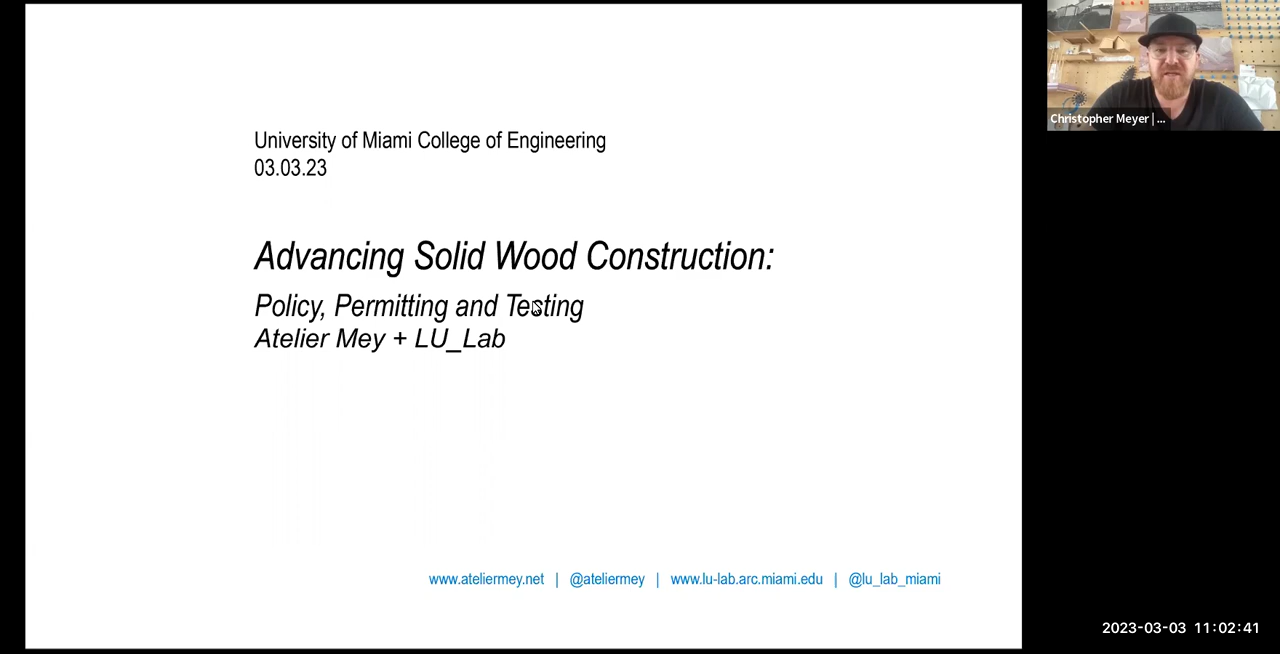 University of Miami College of Engineering
03.03.23
Advancing Solid Wood Construction:
Policy, Permitting and Testing
Atelier Mey + LU_Lab
www.ateliermey.net | @ateliermey | www.lu-lab.arc.miami.edu | @lu_lab_miami
Christopher Meyer | ...
2023-03-03 11:02:41